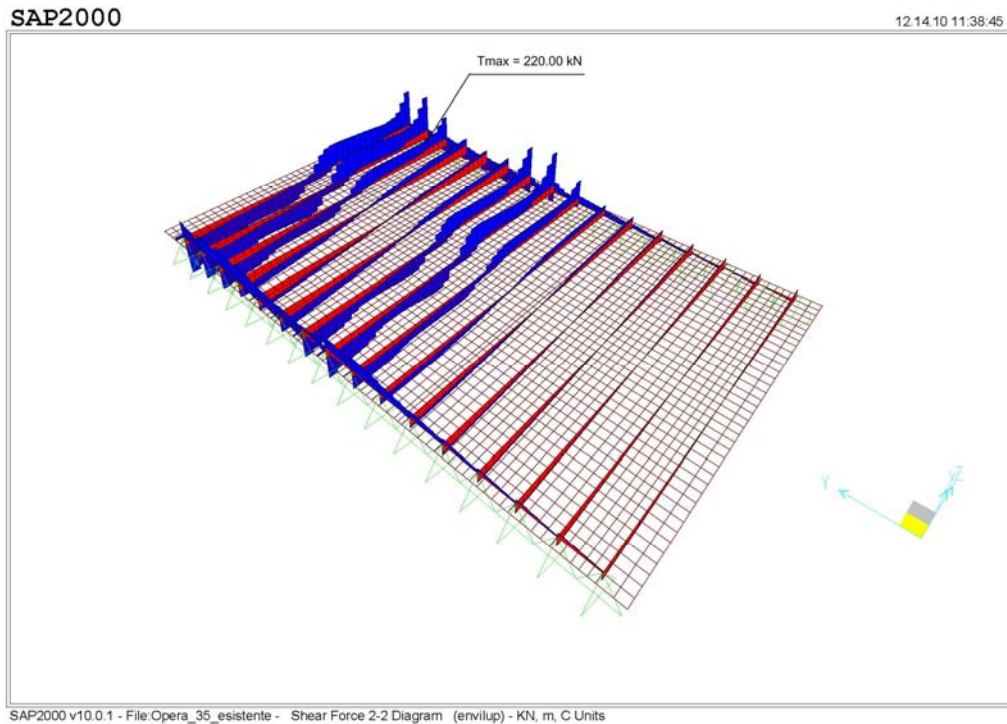 SAP2000
12.14.10 11:38:45
Tmax = 220.00 kN
Y
Z
SAP2000 v10.0.1 - File:Opera_35_esistente - Shear Force 2-2 Diagram (envilup) - KN, m, C Units